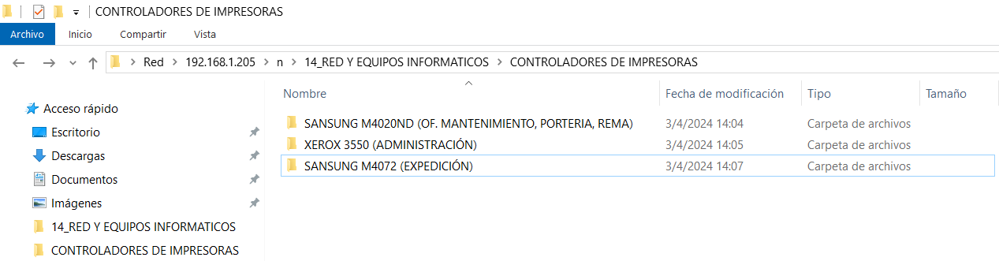 CONTROLADORES DE IMPRESORAS
Archivo Inicio Compartir Vista
Red 192.168.1.205 n 14_RED Y EQUIPOS INFORMATICOS CONTROLADORES DE IMPRESORAS
Nombre Fecha de modificación Tipo Tamaño
Acceso rápido
Escritorio
Descargas
Documentos
Imágenes
14_RED Y EQUIPOS INFORMATICOS
CONTROLADORES DE IMPRESORAS
SANSUNG M4020ND (OF. MANTENIMIENTO, PORTERIA, REMA) 3/4/2024 14:04 Carpeta de archivos
XEROX 3550 (ADMINISTRACIÓN) 3/4/2024 14:05 Carpeta de archivos
SANSUNG M4072 (EXPEDICIÓN) 3/4/2024 14:07 Carpeta de archivos